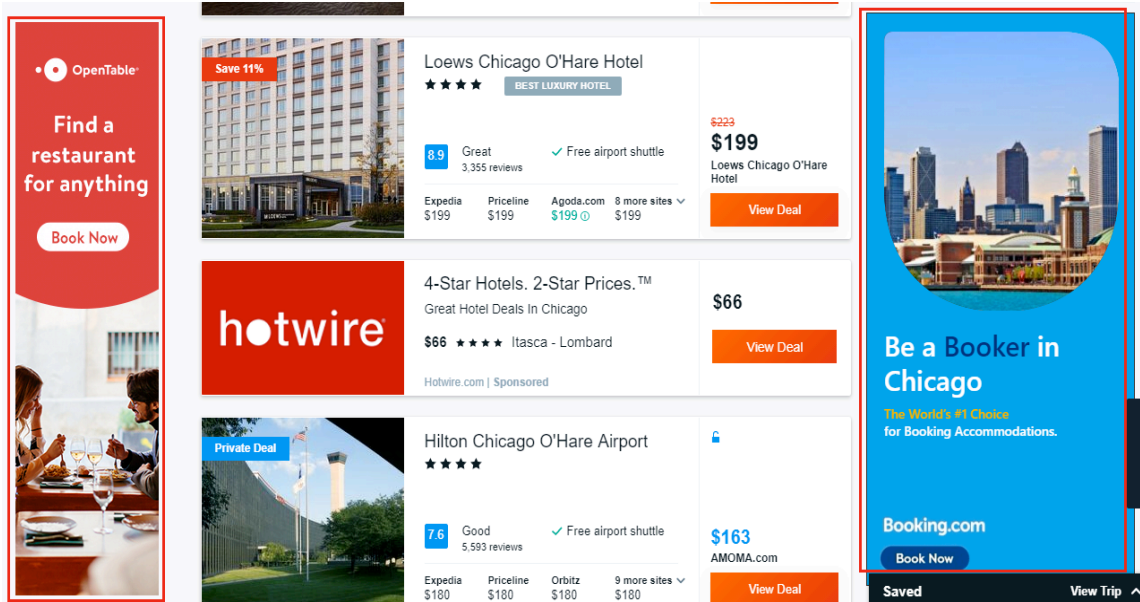 OpenTable®
Find a
restaurant
for anything
Book Now
Save 11%
LOEWS
Loews Chicago O'Hare Hotel
BEST LUXURY HOTEL
8.9
Great
3,355 reviews
Free airport shuttle
Expedia
$199
Priceline
$199
Agoda.com
$199
8 more sites
$199
$223
$199
Loews Chicago O'Hare
Hotel
View Deal
hotwire®
4-Star Hotels. 2-Star Prices.™
Great Hotel Deals In Chicago
$66 ★★★★ Itasca - Lombard
Hotwire.com | Sponsored
$66
View Deal
Private Deal
Hilton Chicago O'Hare Airport
7.6
Good
5,593 reviews
Free airport shuttle
Expedia
$180
Priceline
$180
Orbitz
$180
9 more sites
$180
$163
AMOMA.com
View Deal
Be a Booker in
Chicago
The World's #1 Choice
for Booking Accommodations.
Booking.com
Book Now
Saved
View Trip